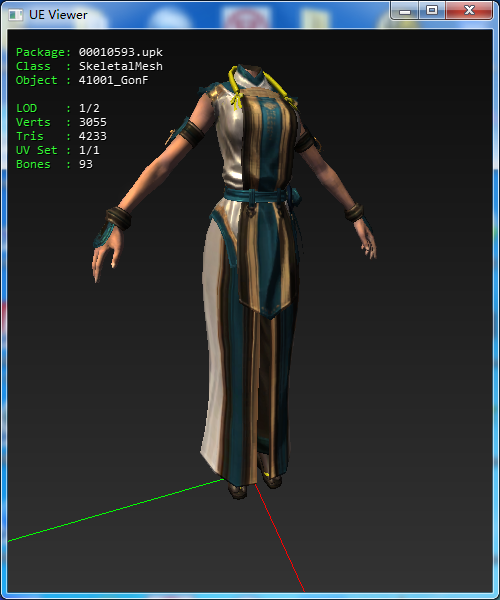 UE Viewer
Package: 00010593.upk
Class  : SkeletalMesh
Object : 41001_GonF
LOD    : 1/2
Verts  : 3055
Tris   : 4233
UV Set : 1/1
Bones  : 93